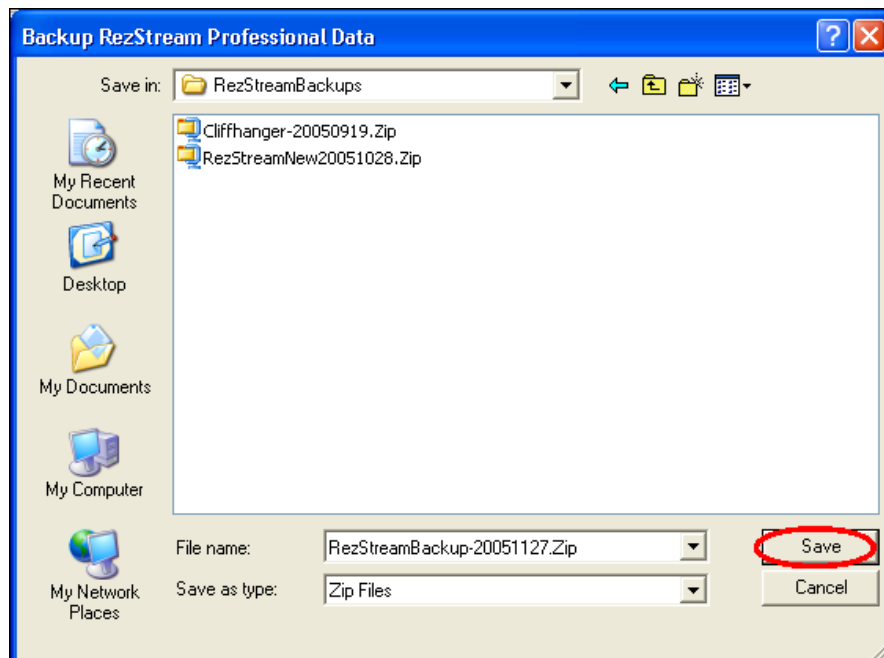 Backup RezStream Professional Data
Save in: RezStreamBackups
Cliffhanger-20050919.Zip
RezStreamNew20051028.Zip
My Recent
Documents
Desktop
My Documents
My Computer
My Network
Places
File name: RezStreamBackup-20051127.Zip Save
Save as type: Zip Files Cancel